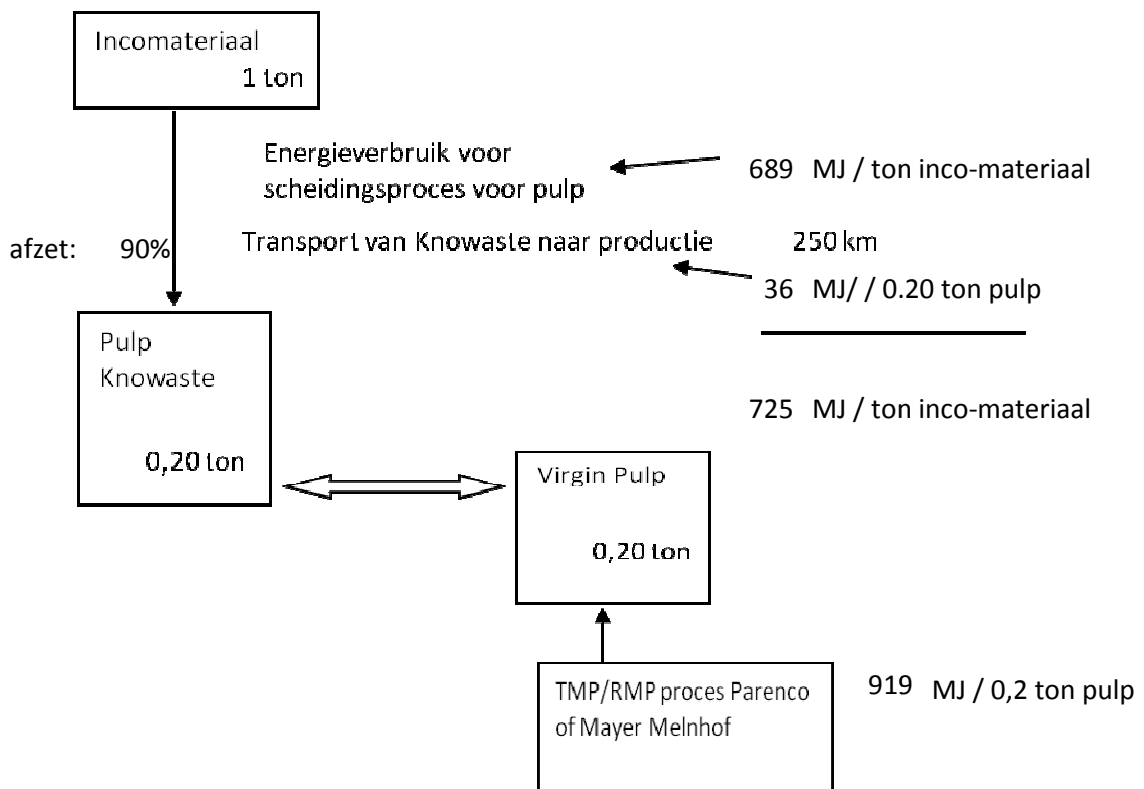 Incomateriaal
1 ton
Energieverbruik voor
scheidingsproces voor pulp
689 MJ / ton inco-materiaal
afzet: 90%
Transport van Knowaste naar productie 250 km
36 MJ/ / 0.20 ton pulp
Pulp
Knowaste
0,20 ton
725 MJ / ton inco-materiaal
Virgin Pulp
0,20 ton
TMP/RMP proces Parenco
of Mayer Melnhof
919 MJ / 0,2 ton pulp